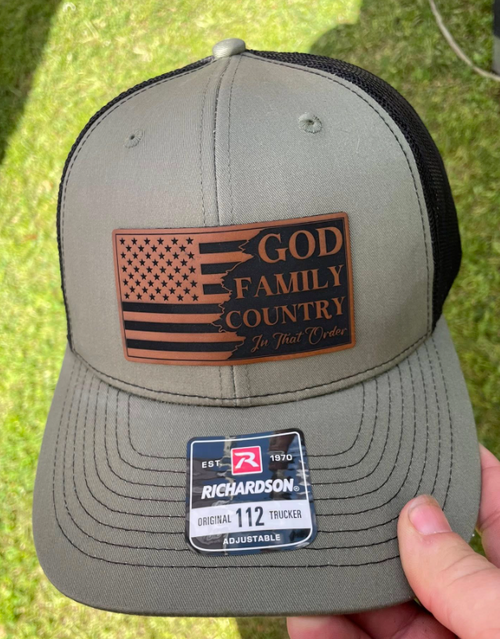 GOD
FAMILY
COUNTRY
In That Order
EST. R 1970
RICHARDSON®
ORIGINAL 112 TRUCKER
ADJUSTABLE